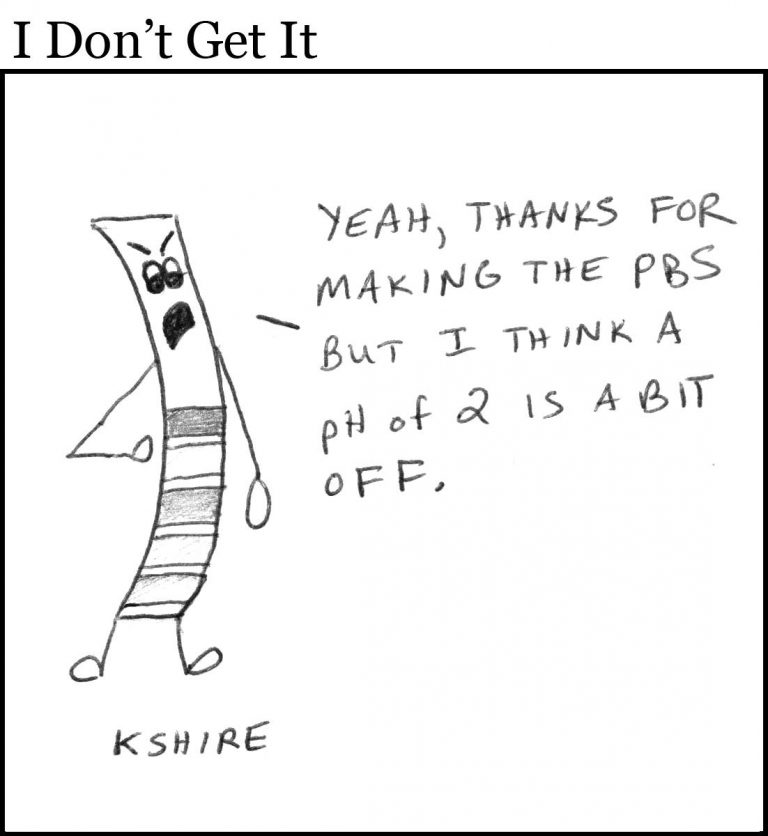 I Don't Get It
YEAH, THANKS FOR
MAKING THE PBS
BUT I THINK A
pH of 2 IS A BIT
OFF.
KSHIRE